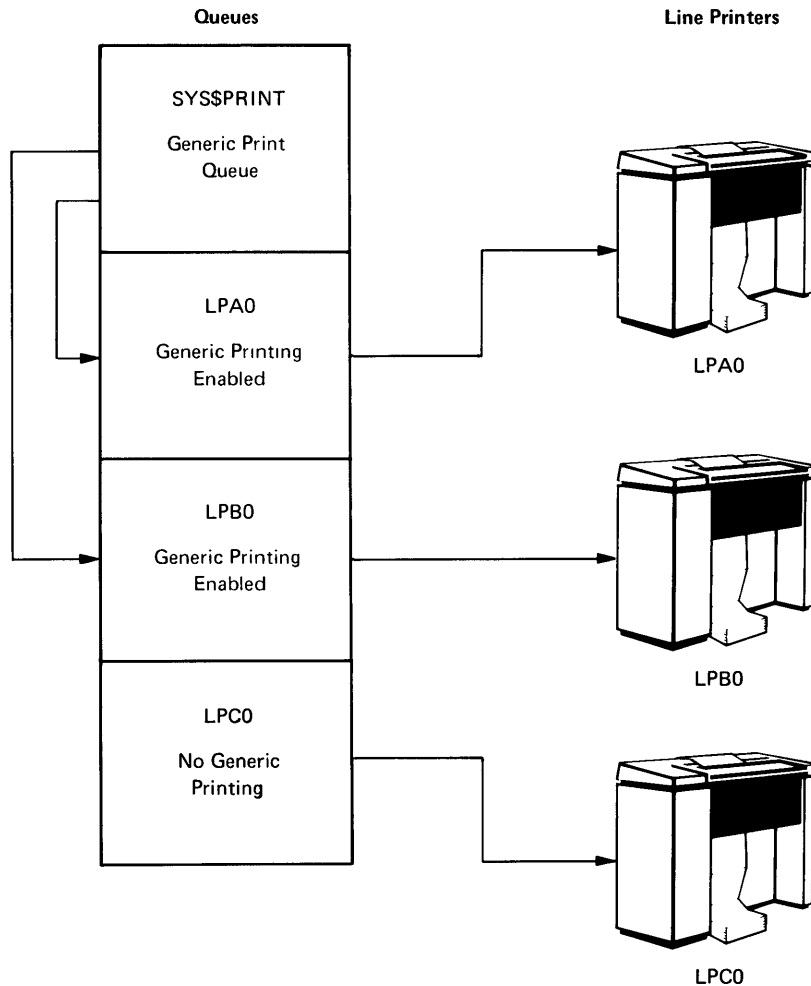 Queues
Line Printers
SYS$PRINT
Generic Print
Queue
LPA0
Generic Printing
Enabled
LPA0
LPB0
Generic Printing
Enabled
LPB0
LPC0
No Generic
Printing
LPC0